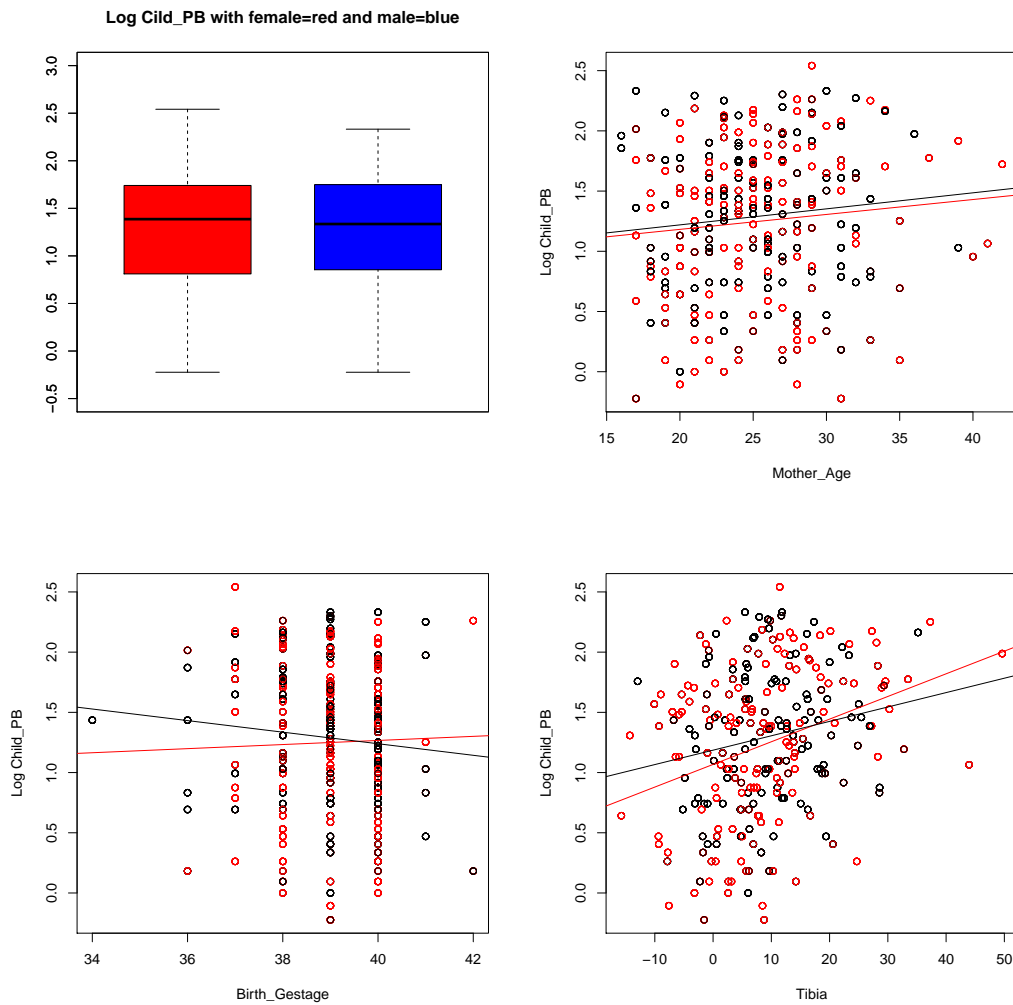 Log Cild_PB with female=red and male=blue
3.0
2.5
2.0
1.5
1.0
0.5
0.0
−0.5
2.5
2.0
1.5
1.0
0.5
0.0
Log Child_PB
15 20 25 30 35 40
Mother_Age
2.5
2.0
1.5
1.0
0.5
0.0
Log Child_PB
34 36 38 40 42
Birth_Gestage
2.5
2.0
1.5
1.0
0.5
0.0
Log Child_PB
−10 0 10 20 30 40 50
Tibia